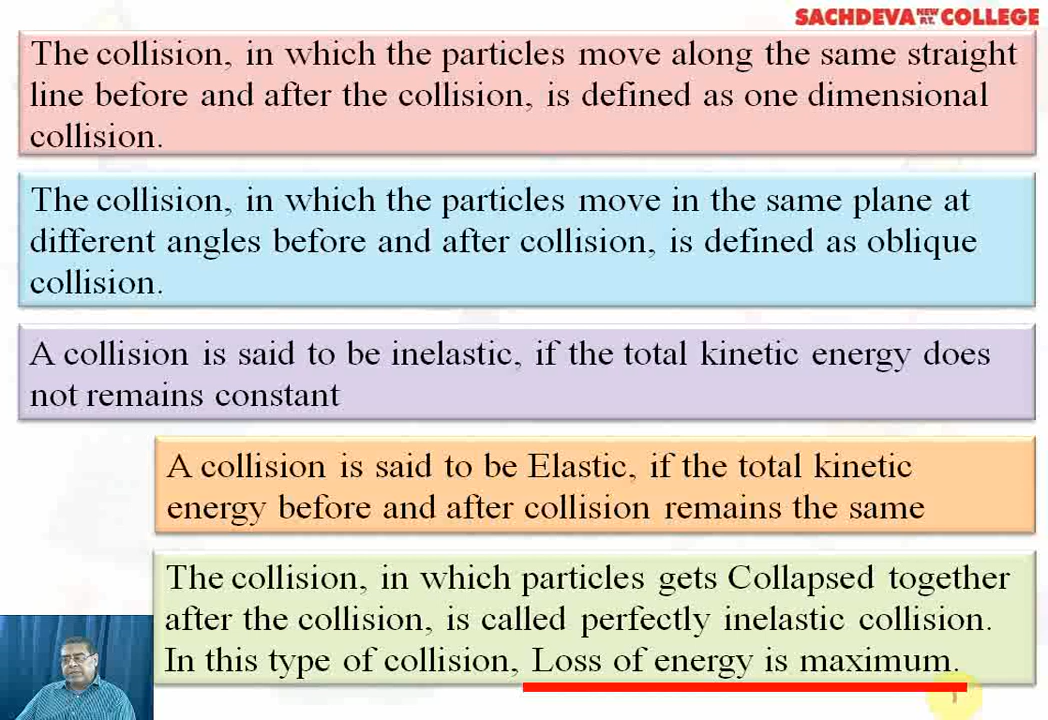 SACHDEVA NEW P.T. COLLEGE
The collision, in which the particles move along the same straight
line before and after the collision, is defined as one dimensional
collision.
The collision, in which the particles move in the same plane at
different angles before and after collision, is defined as oblique
collision.
A collision is said to be inelastic, if the total kinetic energy does
not remains constant
A collision is said to be Elastic, if the total kinetic
energy before and after collision remains the same
The collision, in which particles gets Collapsed together
after the collision, is called perfectly inelastic collision.
In this type of collision, Loss of energy is maximum.